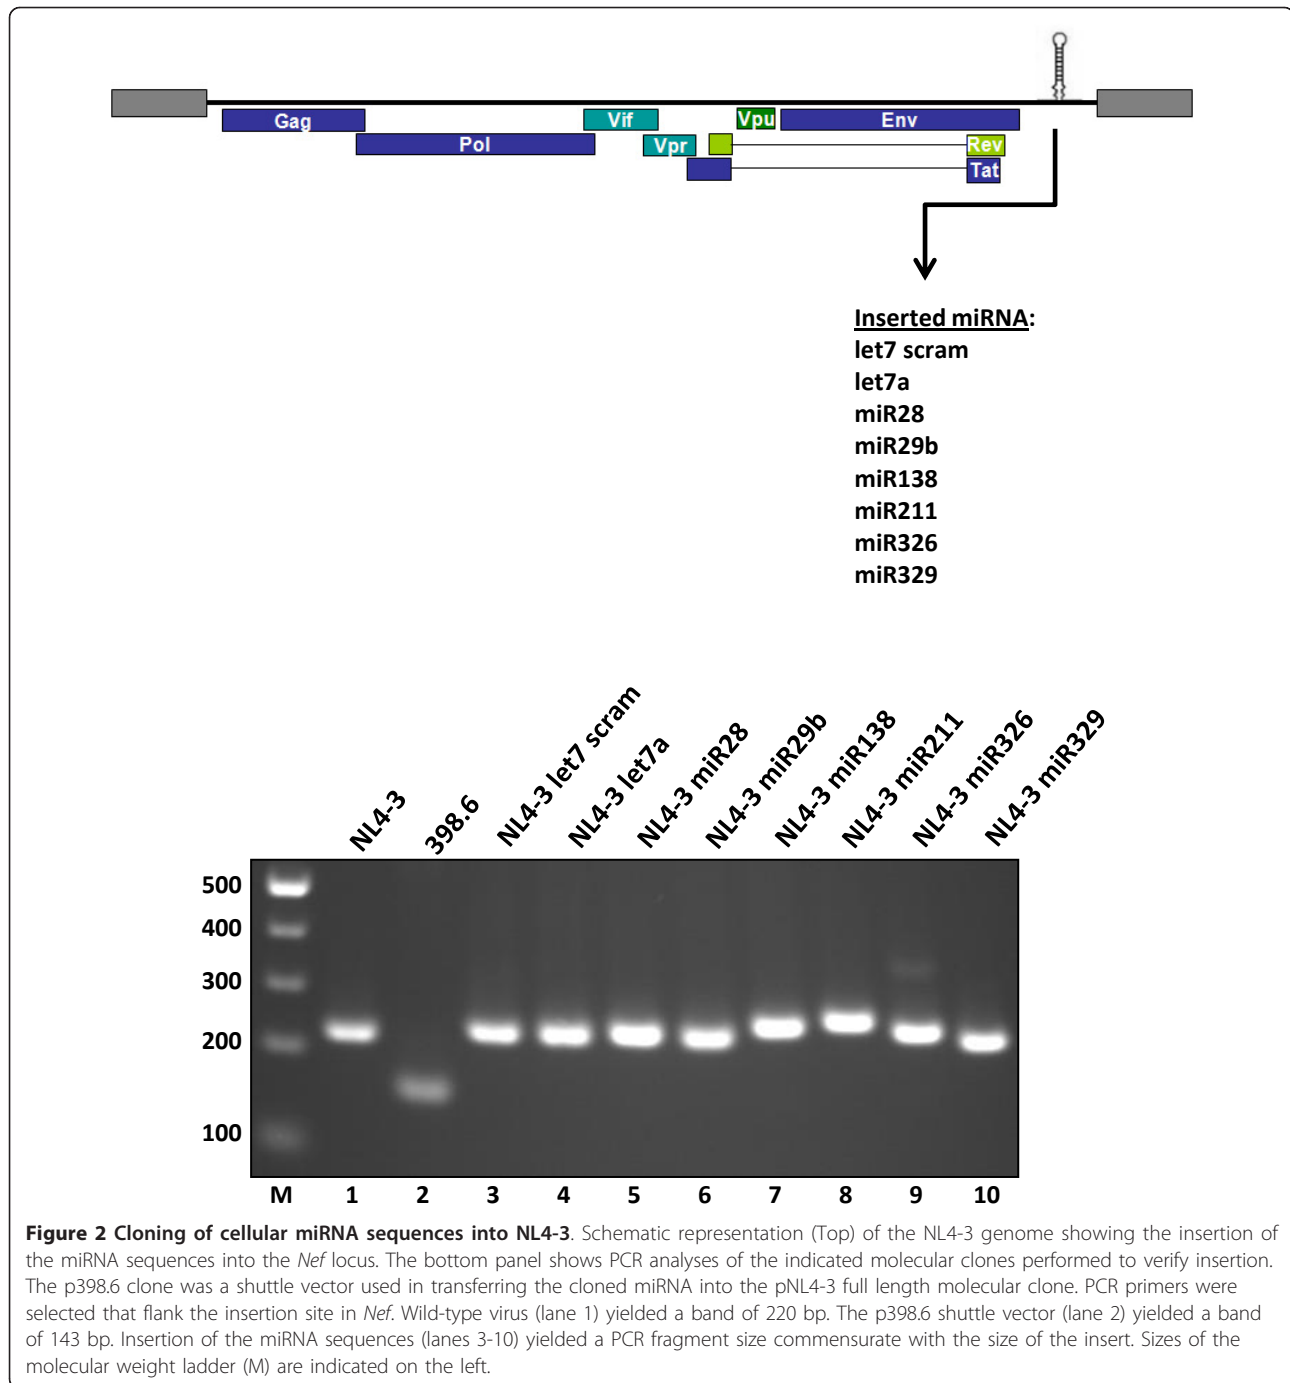 Gag
Vif
Vpu
Env
Pol
Vpr
Rev
Tat
Inserted miRNA:
let7 scram
let7a
miR28
miR29b
miR138
miR211
miR326
miR329
NL4-3
398.6
NL4-3 let7 scram
NL4-3 let7a
NL4-3 miR28
NL4-3 miR29b
NL4-3 miR138
NL4-3 miR211
NL4-3 miR326
NL4-3 miR329
500
400
300
200
100
M 1 2 3 4 5 6 7 8 9 10
Figure 2 Cloning of cellular miRNA sequences into NL4-3. Schematic representation (Top) of the NL4-3 genome showing the insertion of
the miRNA sequences into the Nef locus. The bottom panel shows PCR analyses of the indicated molecular clones performed to verify insertion.
The p398.6 clone was a shuttle vector used in transferring the cloned miRNA into the pNL4-3 full length molecular clone. PCR primers were
selected that flank the insertion site in Nef. Wild-type virus (lane 1) yielded a band of 220 bp. The p398.6 shuttle vector (lane 2) yielded a band
of 143 bp. Insertion of the miRNA sequences (lanes 3-10) yielded a PCR fragment size commensurate with the size of the insert. Sizes of the
molecular weight ladder (M) are indicated on the left.